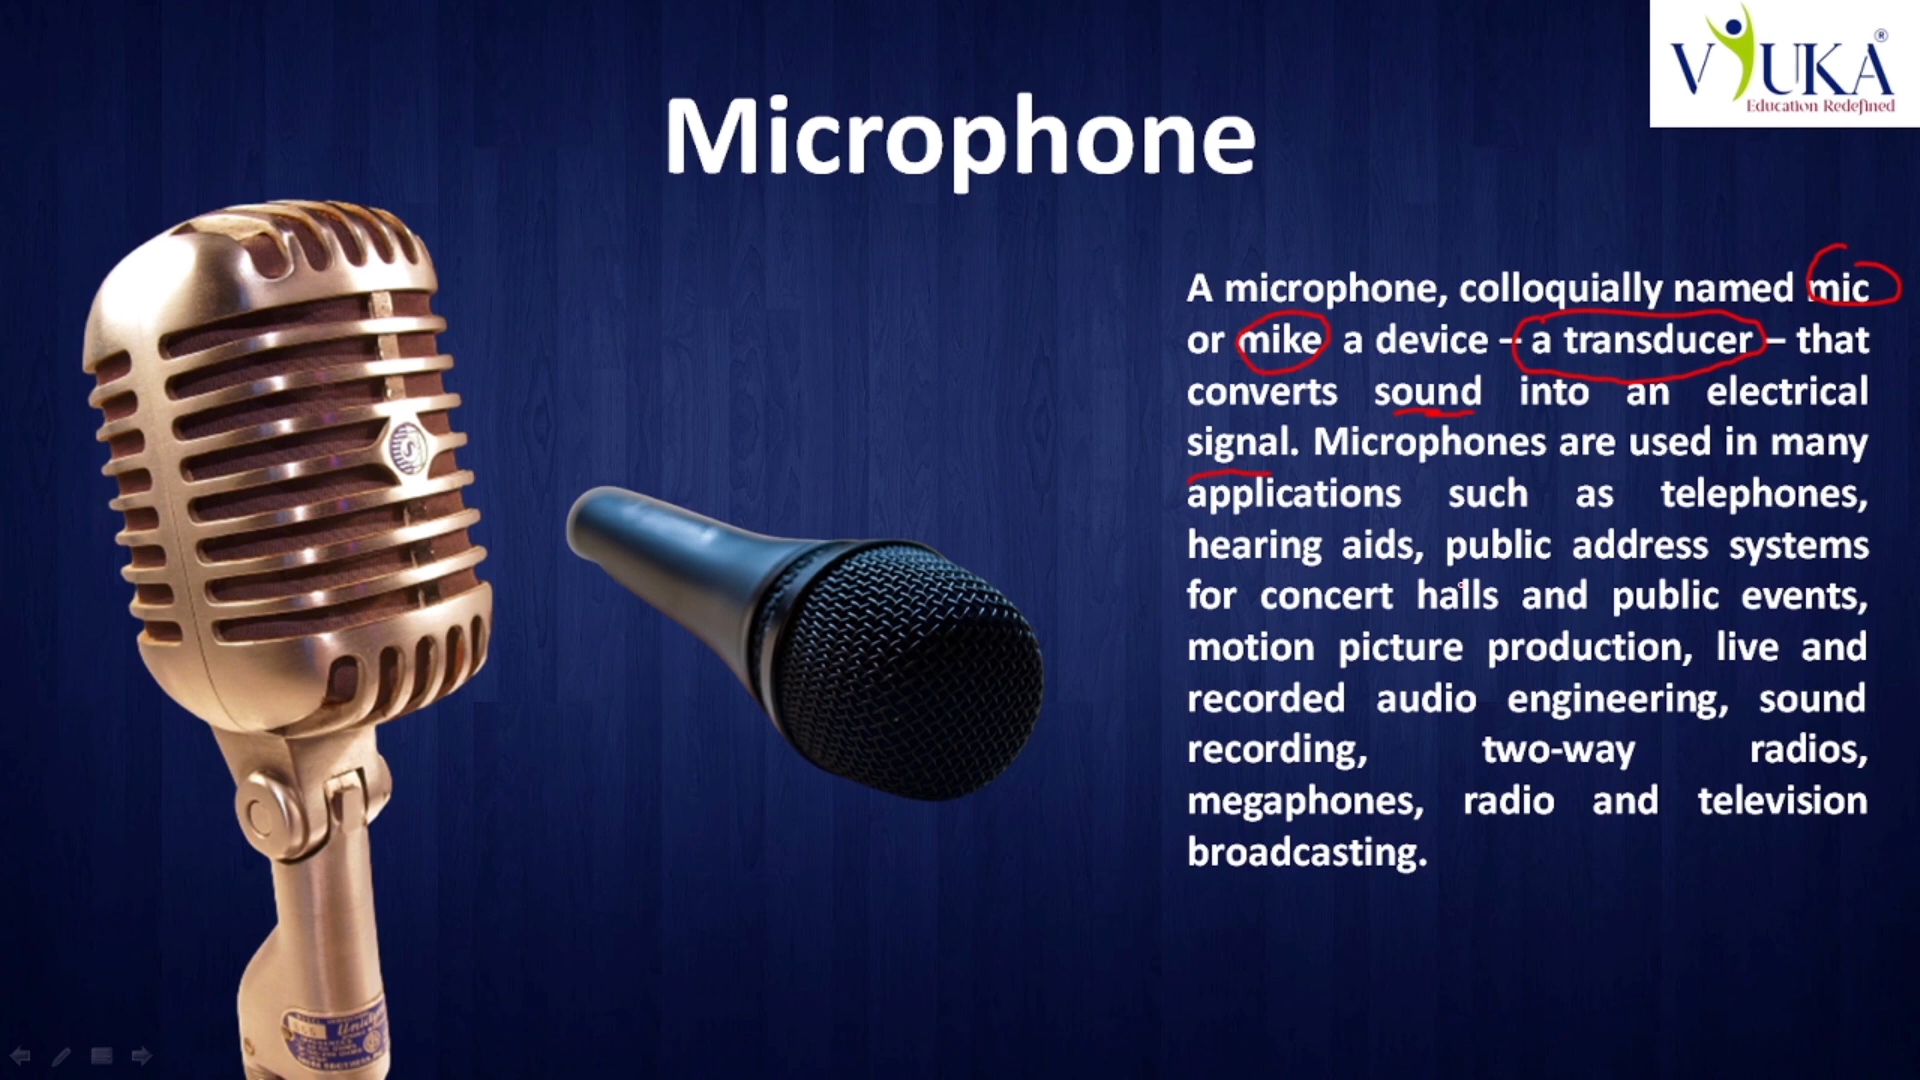 VYUKA®
Education Redefined
Microphone
A microphone, colloquially named mic
or mike a device – a transducer – that
converts sound into an electrical
signal. Microphones are used in many
applications such as telephones,
hearing aids, public address systems
for concert halls and public events,
motion picture production, live and
recorded audio engineering, sound
recording, two-way radios,
megaphones, radio and television
broadcasting.